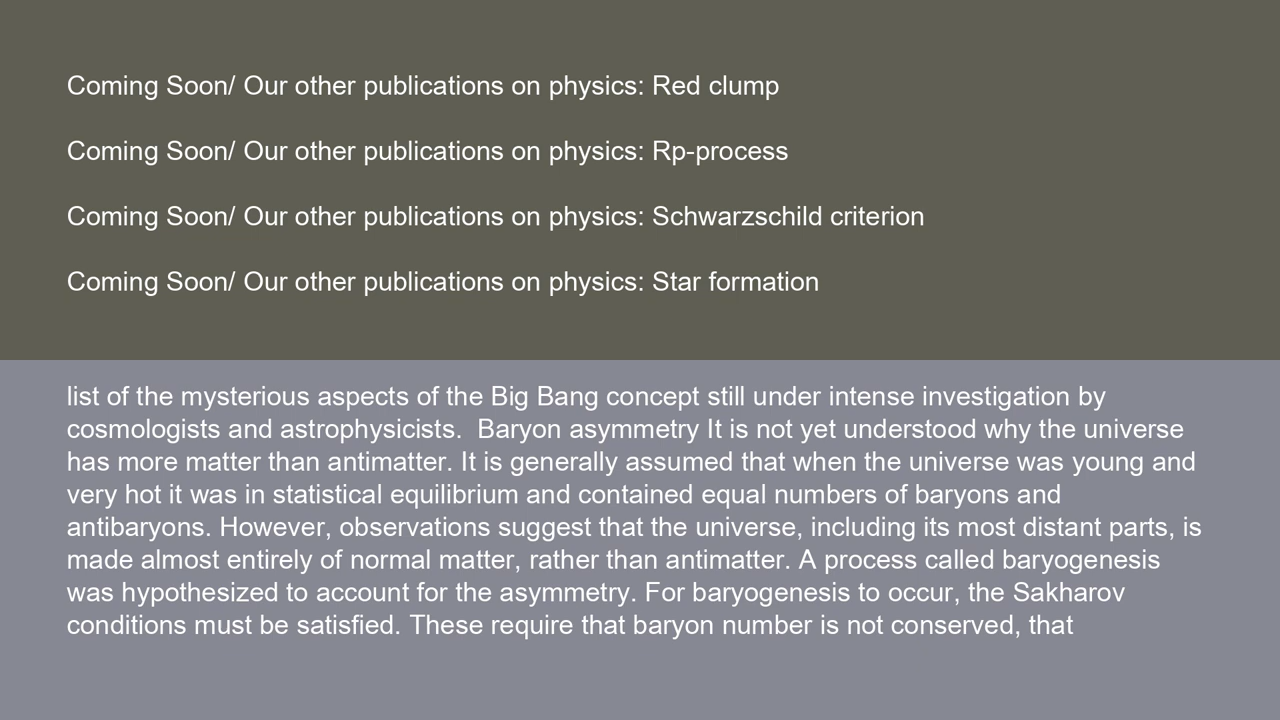 Coming Soon/ Our other publications on physics: Red clump
Coming Soon/ Our other publications on physics: Rp-process
Coming Soon/ Our other publications on physics: Schwarzschild criterion
Coming Soon/ Our other publications on physics: Star formation
list of the mysterious aspects of the Big Bang concept still under intense investigation by
cosmologists and astrophysicists.  Baryon asymmetry It is not yet understood why the universe
has more matter than antimatter. It is generally assumed that when the universe was young and
very hot it was in statistical equilibrium and contained equal numbers of baryons and
antibaryons. However, observations suggest that the universe, including its most distant parts, is
made almost entirely of normal matter, rather than antimatter. A process called baryogenesis
was hypothesized to account for the asymmetry. For baryogenesis to occur, the Sakharov
conditions must be satisfied. These require that baryon number is not conserved, that